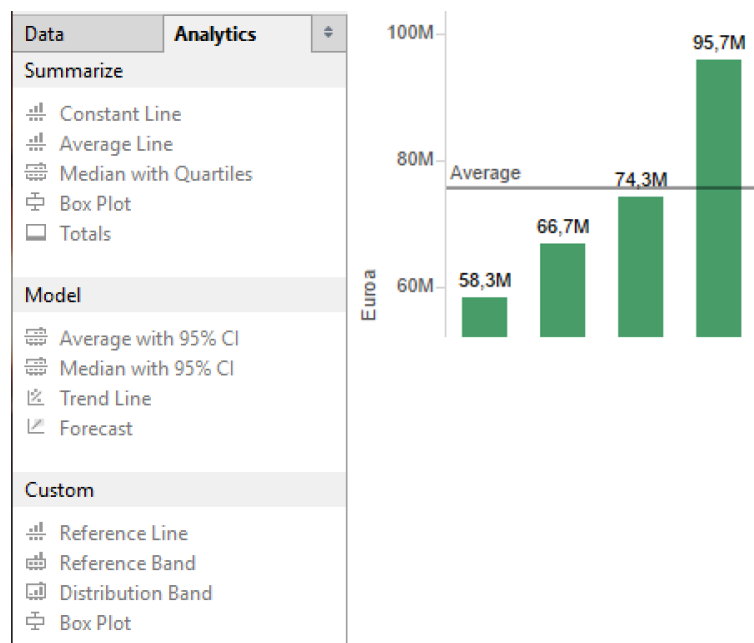 Data
Analytics
Summarize
Constant Line
Average Line
Median with Quartiles
Box Plot
Totals
Model
Average with 95% CI
Median with 95% CI
Trend Line
Forecast
Custom
Reference Line
Reference Band
Distribution Band
Box Plot
100M
95,7M
80M
Average
74,3M
66,7M
60M
58,3M
Euroa